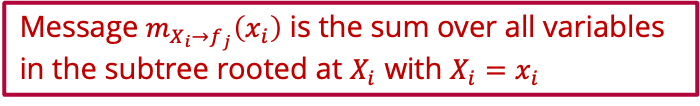 Message $m_{X_i \to f_j}(x_i)$ is the sum over all variables
in the subtree rooted at $X_i$ with $X_i = x_i$